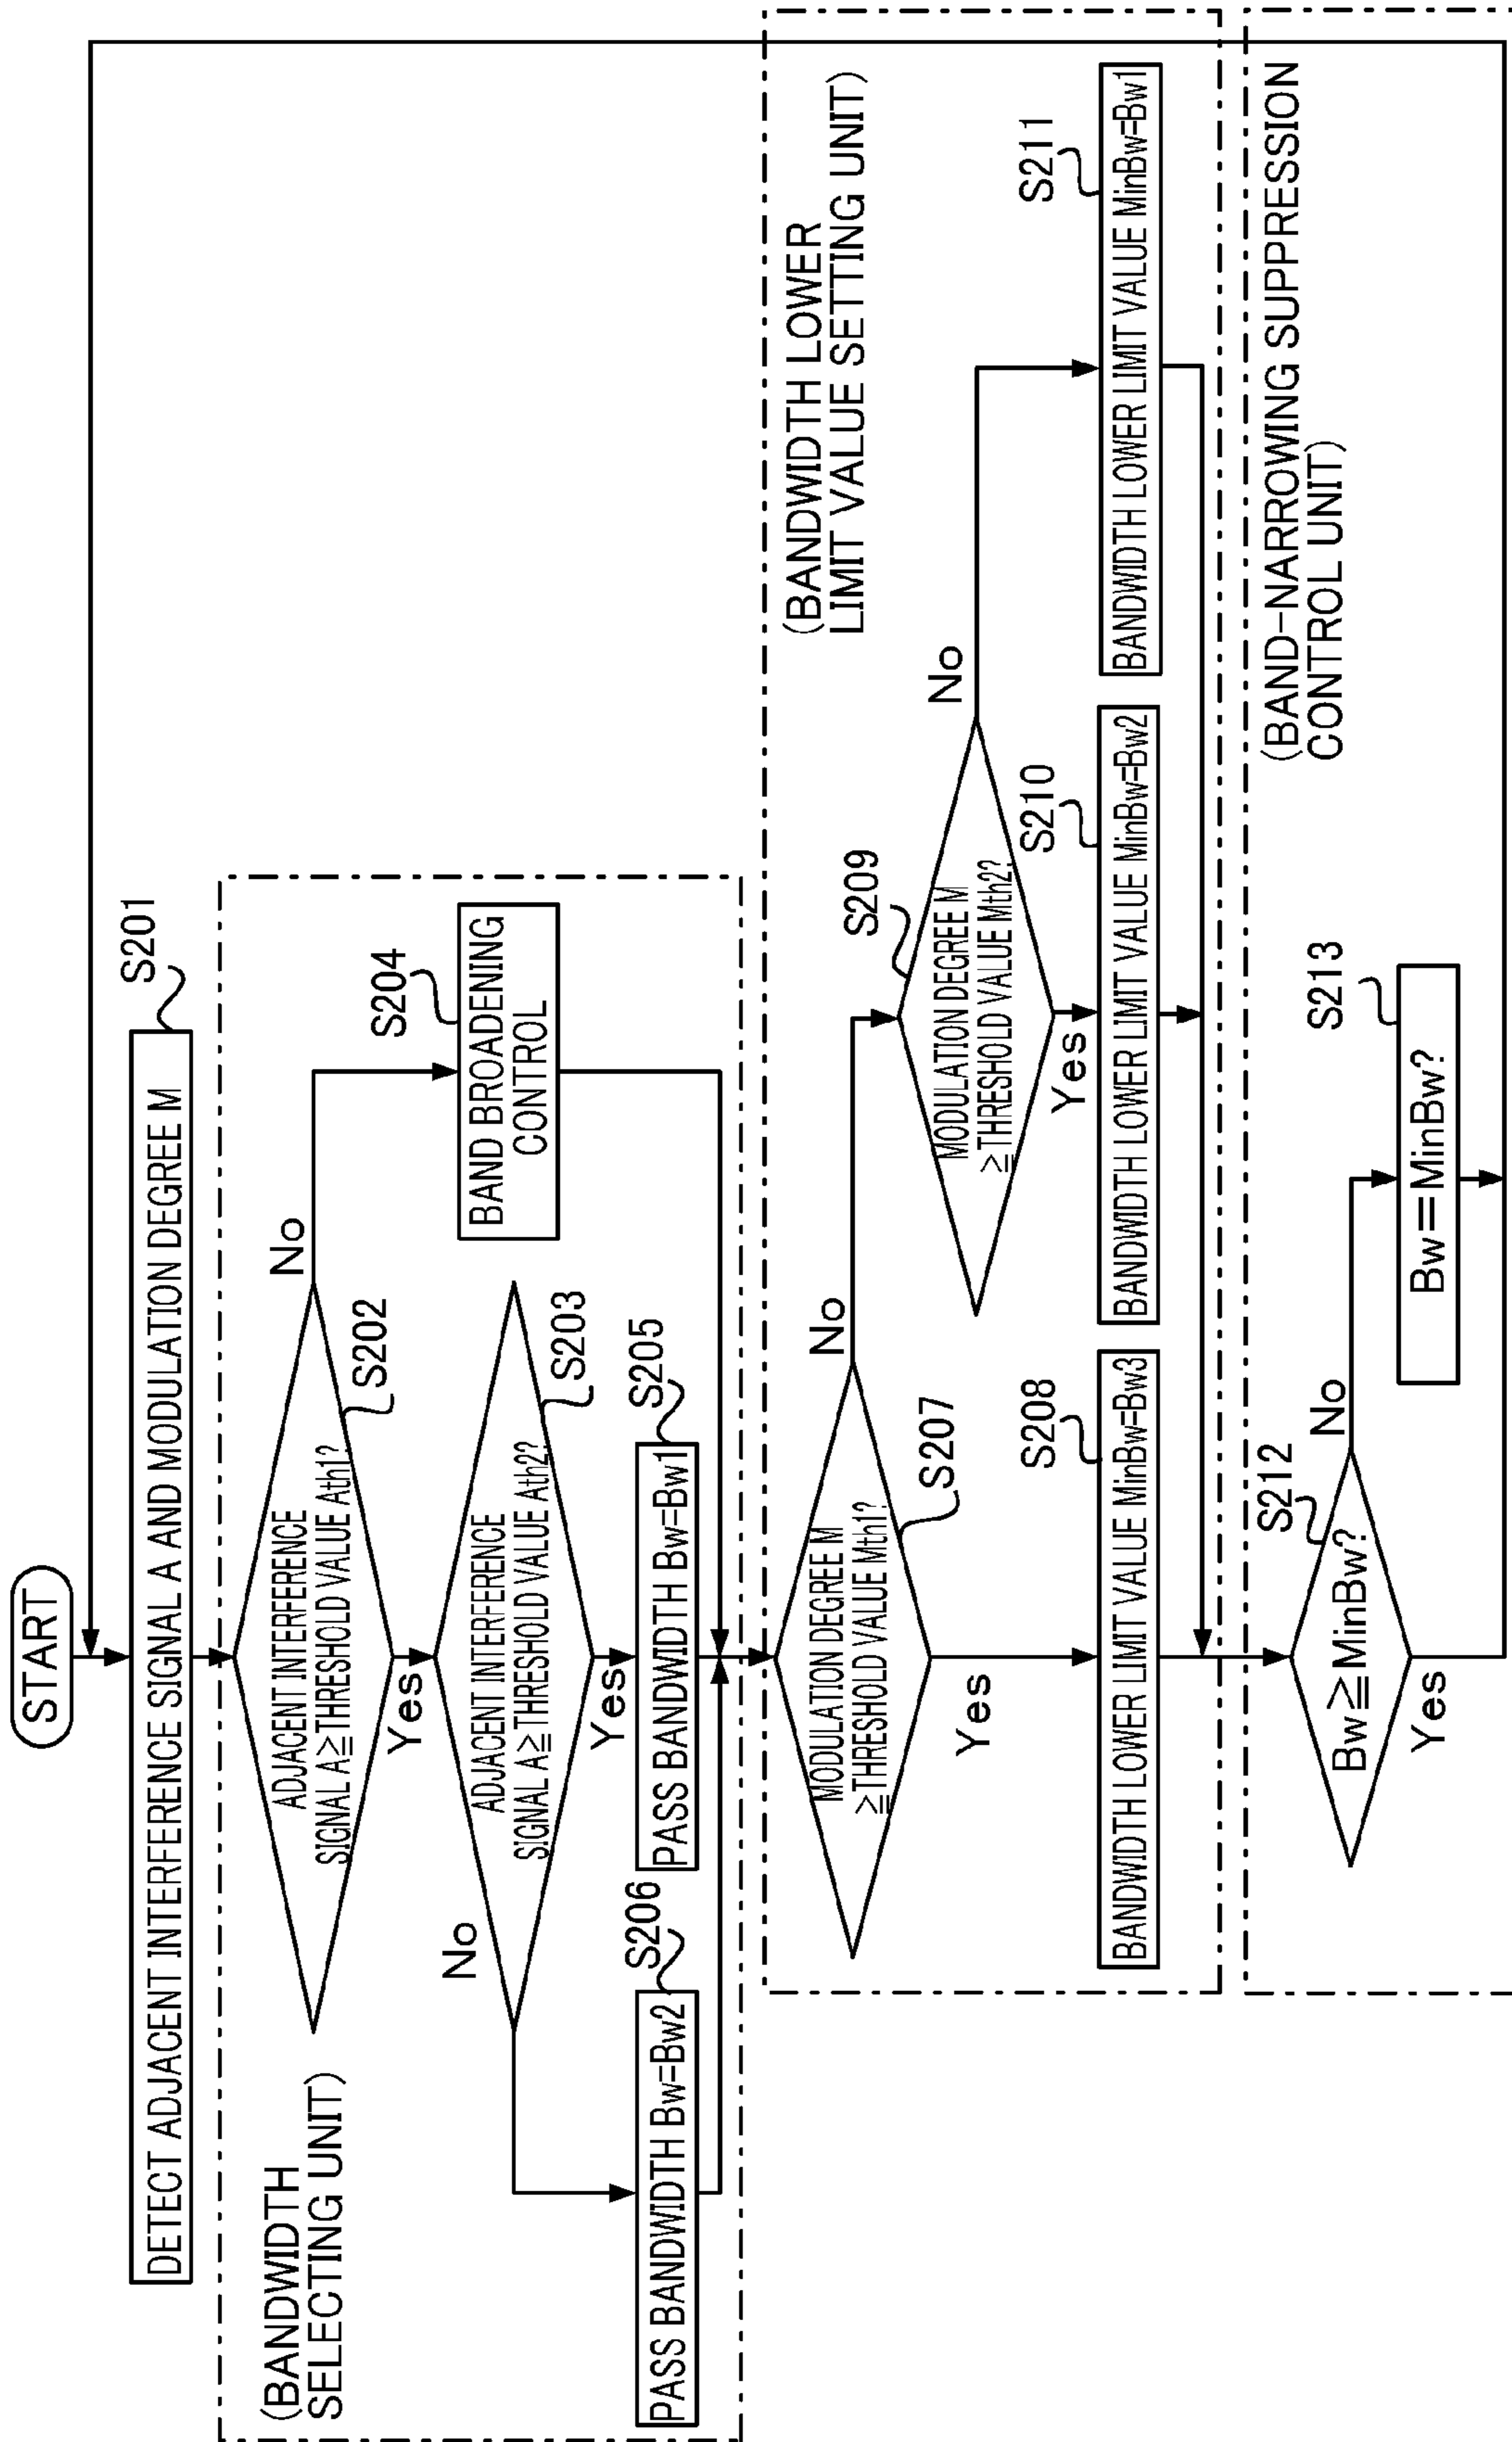 START
S201
DETECT ADJACENT INTERFERENCE SIGNAL A AND MODULATION DEGREE M
(BANDWIDTH
SELECTING UNIT)
ADJACENT INTERFERENCE
SIGNAL A≧THRESHOLD VALUE Ath1?
S202
No
Yes
ADJACENT INTERFERENCE
SIGNAL A≧THRESHOLD VALUE Ath2?
S203
No
Yes
S204
BAND BROADENING
CONTROL
S206
PASS BANDWIDTH Bw=Bw2
S205
PASS BANDWIDTH Bw=Bw1
(BANDWIDTH LOWER
LIMIT VALUE SETTING UNIT)
MODULATION DEGREE M
≧THRESHOLD VALUE Mth1?
S207
No
Yes
S209
MODULATION DEGREE M
≧THRESHOLD VALUE Mth2?
No
Yes
S208
BANDWIDTH LOWER LIMIT VALUE MinBw=Bw3
S210
BANDWIDTH LOWER LIMIT VALUE MinBw=Bw2
S211
BANDWIDTH LOWER LIMIT VALUE MinBw=Bw1
(BAND-NARROWING SUPPRESSION
CONTROL UNIT)
S212
Bw≧MinBw?
No
Yes
S213
Bw=MinBw?